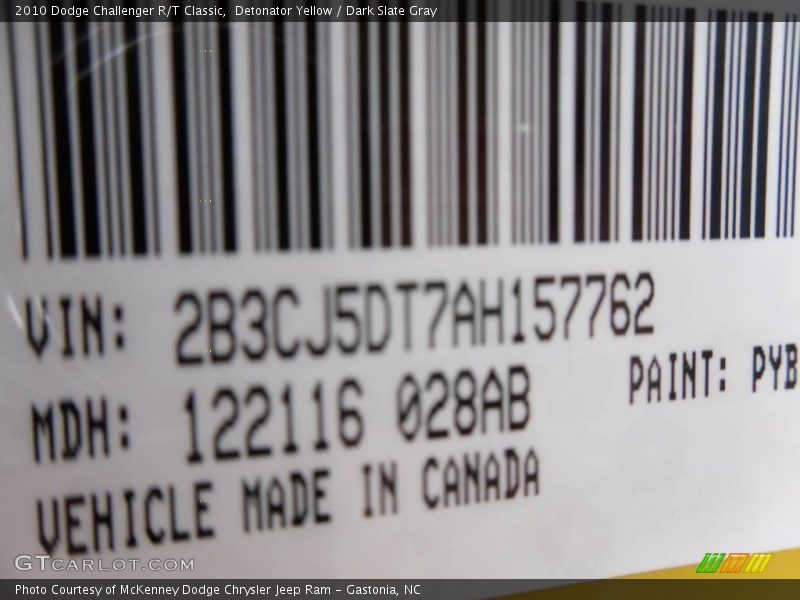 2010 Dodge Challenger R/T Classic, Detonator Yellow / Dark Slate Gray
VIN: 2B3CJ5DT7AH157762
MDH: 122116 028AB PAINT: PYB
VEHICLE MADE IN CANADA
GTCARLOT.COM
Photo Courtesy of McKenney Dodge Chrysler Jeep Ram - Gastonia, NC